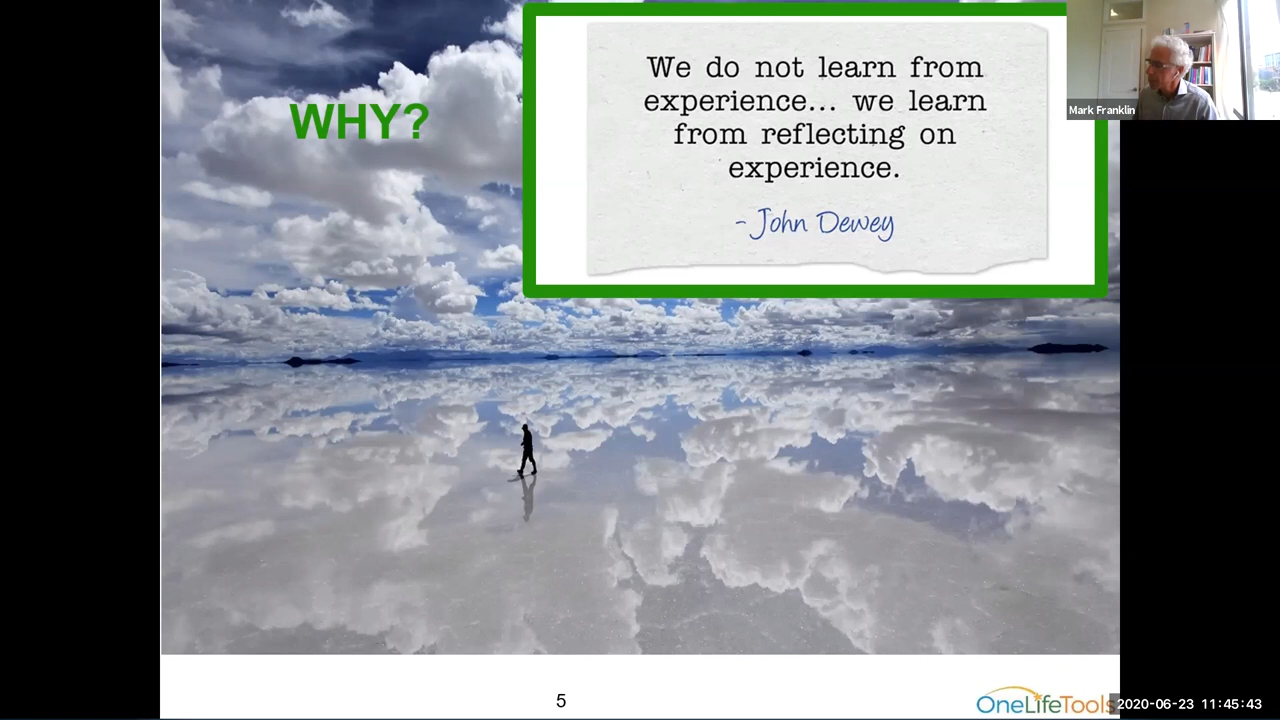 WHY?
We do not learn from
experience... we learn
from reflecting on
experience.
- John Dewey
Mark Franklin
5
OneLifeTools
2020-06-23 11:45:43